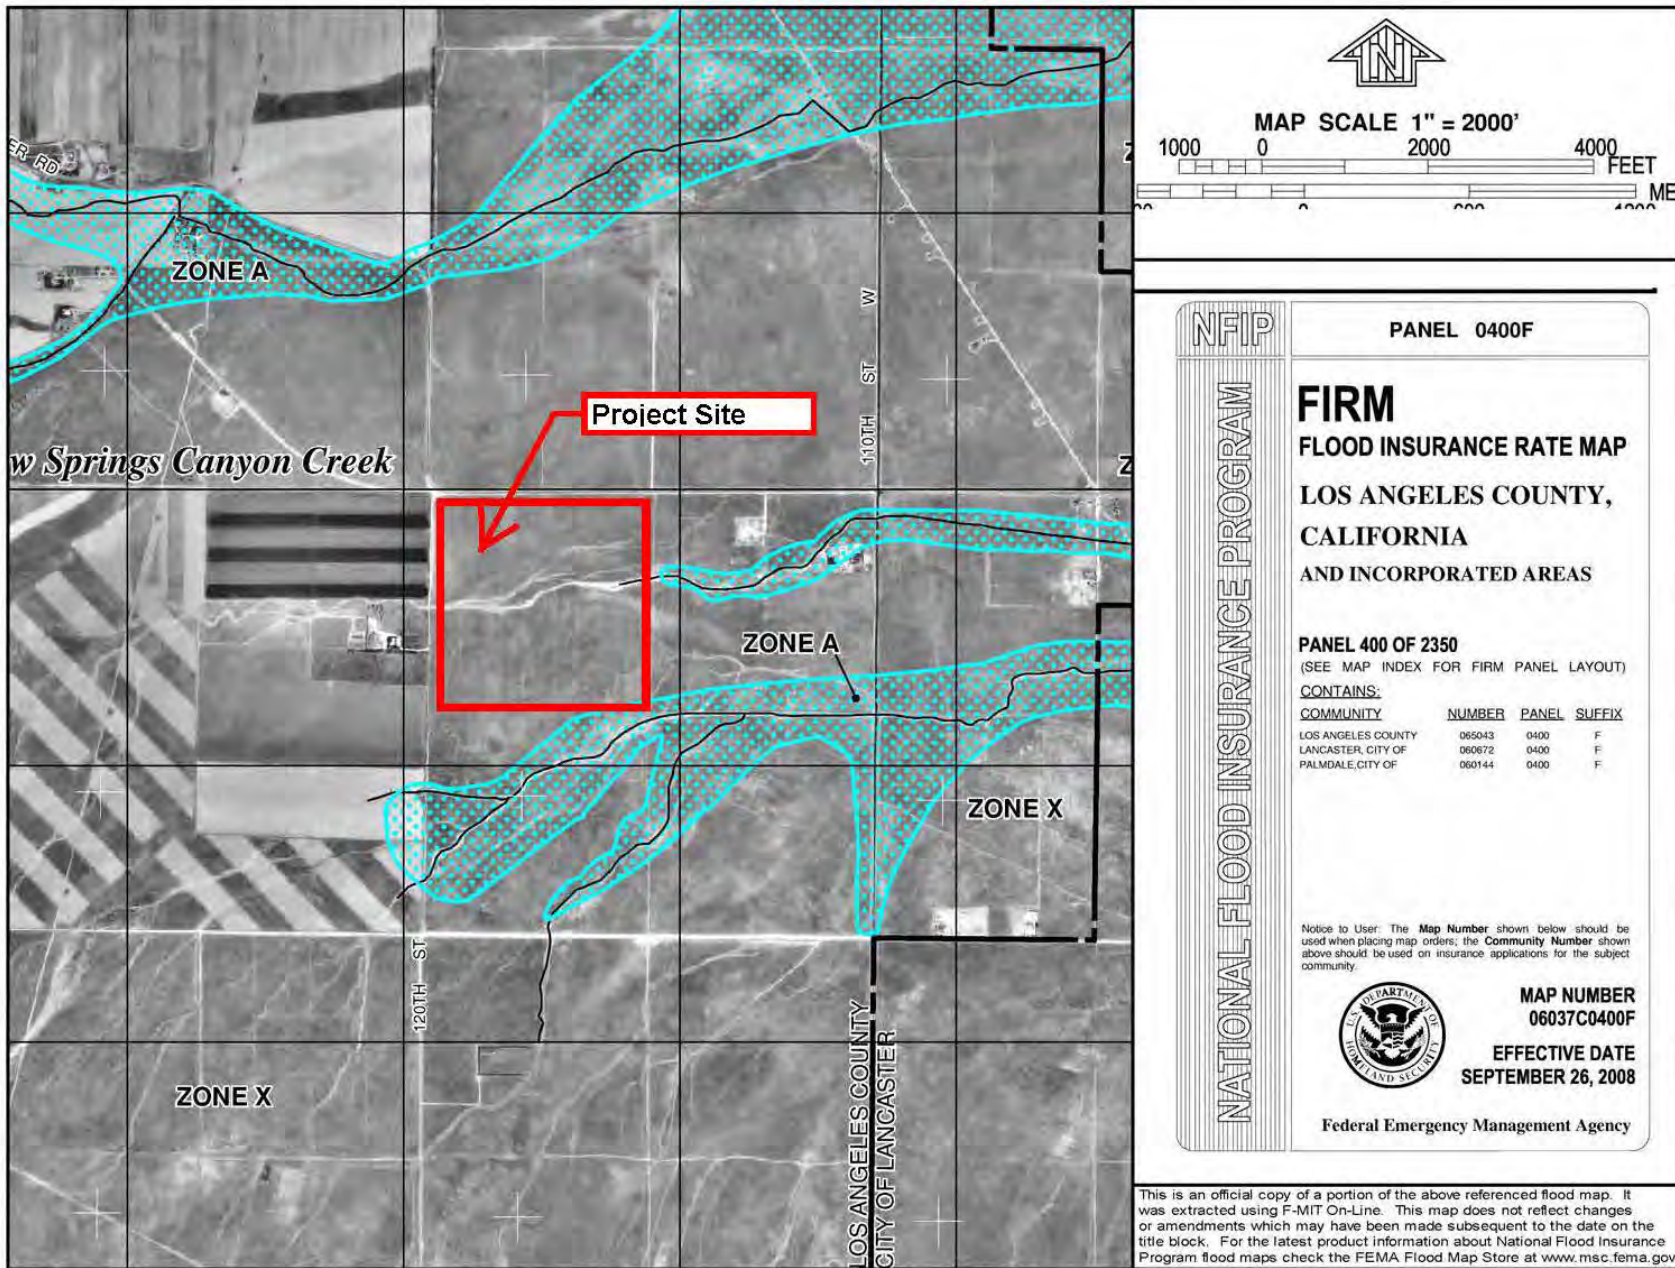 ER RD
ZONE A
110TH ST W
Project Site
w Springs Canyon Creek
ZONE A
ZONE X
120TH ST
ZONE X
LOS ANGELES COUNTY
CITY OF LANCASTER
N
MAP SCALE 1" = 2000'
1000 0 2000 4000
FEET
ME
NFIP
NATIONAL FLOOD INSURANCE PROGRAM
PANEL 0400F
FIRM
FLOOD INSURANCE RATE MAP
LOS ANGELES COUNTY,
CALIFORNIA
AND INCORPORATED AREAS
PANEL 400 OF 2350
(SEE MAP INDEX FOR FIRM PANEL LAYOUT)
CONTAINS:
COMMUNITY NUMBER PANEL SUFFIX
LOS ANGELES COUNTY 065043 0400 F
LANCASTER, CITY OF 060672 0400 F
PALMDALE,CITY OF 060144 0400 F
Notice to User: The Map Number shown below should be
used when placing map orders; the Community Number shown
above should be used on insurance applications for the subject
community.
U.S. DEPARTMENT OF HOMELAND SECURITY
MAP NUMBER
06037C0400F
EFFECTIVE DATE
SEPTEMBER 26, 2008
Federal Emergency Management Agency
This is an official copy of a portion of the above referenced flood map. It
was extracted using F-MIT On-Line. This map does not reflect changes
or amendments which may have been made subsequent to the date on the
title block. For the latest product information about National Flood Insurance
Program flood maps check the FEMA Flood Map Store at www.msc.fema.gov